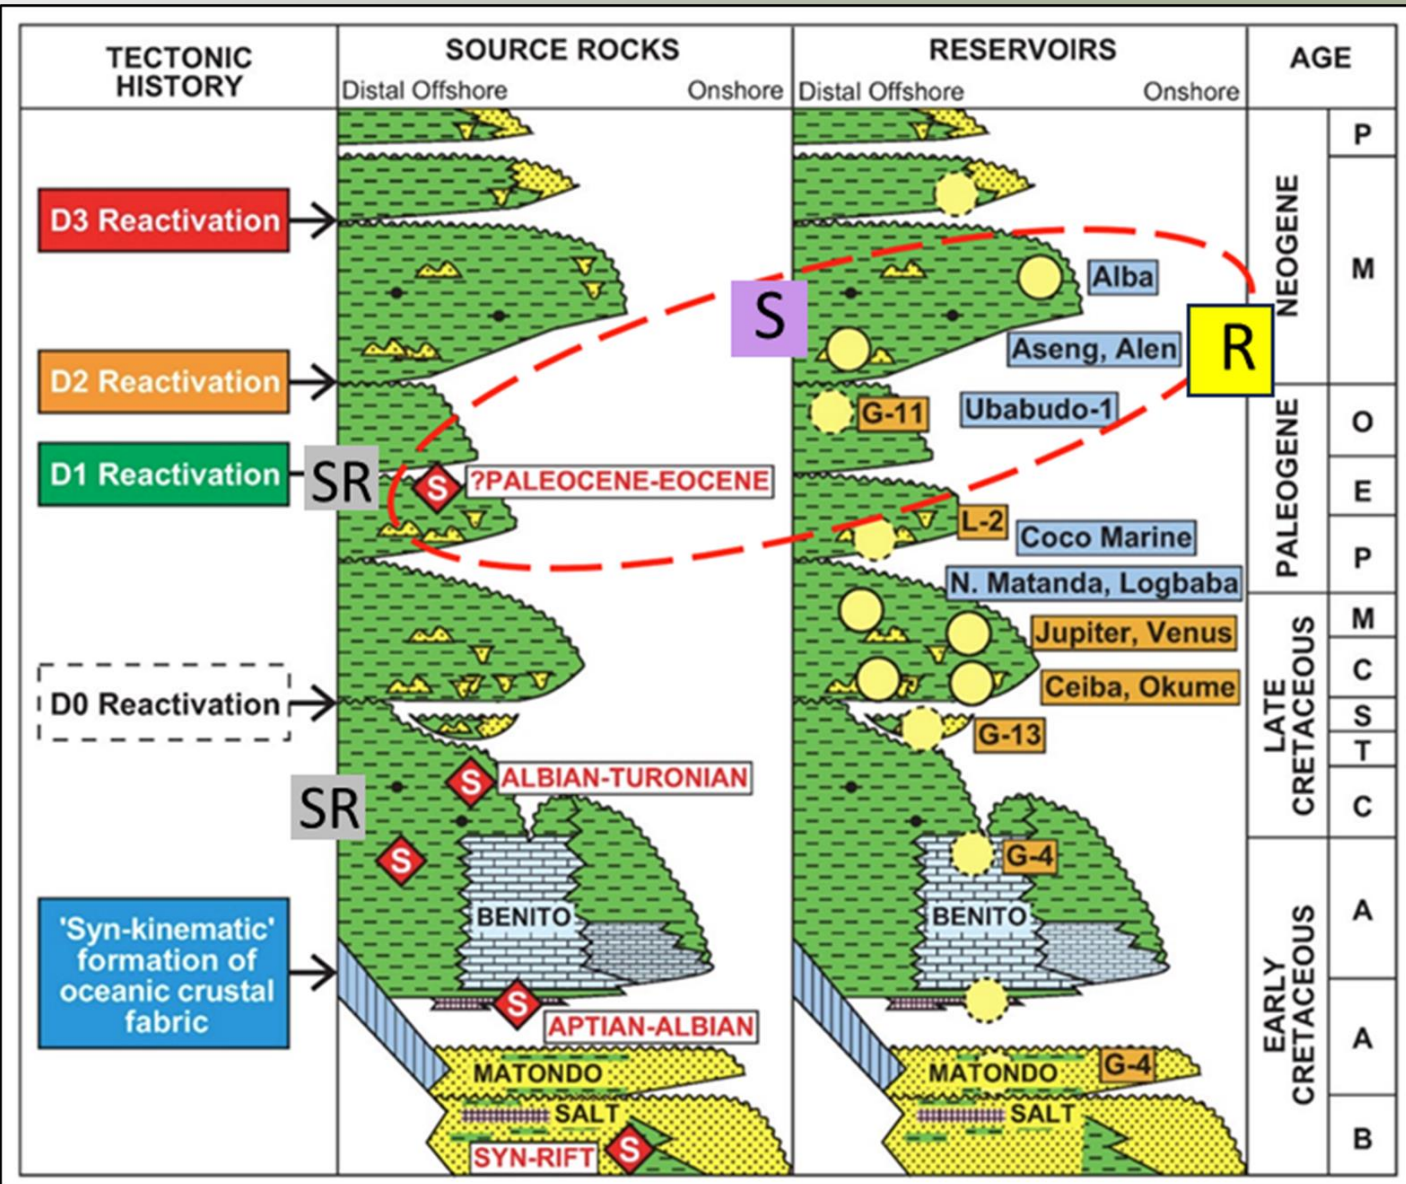 TECTONIC
HISTORY
SOURCE ROCKS
Distal Offshore
Onshore
RESERVOIRS
Distal Offshore
Onshore
AGE
D3 Reactivation
D2 Reactivation
D1 Reactivation
D0 Reactivation
'Syn-kinematic'
formation of
oceanic crustal
fabric
SR
SR
S
?PALEOCENE-EOCENE
S
ALBIAN-TURONIAN
S
BENITO
S
APTIAN-ALBIAN
MATONDO
SALT
SYN-RIFT
S
S
R
Alba
Aseng, Alen
G-11
Ububudo-1
L-2
Coco Marine
N. Matanda, Logbaba
Jupiter, Venus
Ceiba, Okume
G-13
G-4
BENITO
MATONDO
G-4
SALT
NEOGENE
PALEOGENE
LATE
CRETACEOUS
EARLY
CRETACEOUS
P
M
O
E
P
M
C
S
T
C
A
A
B